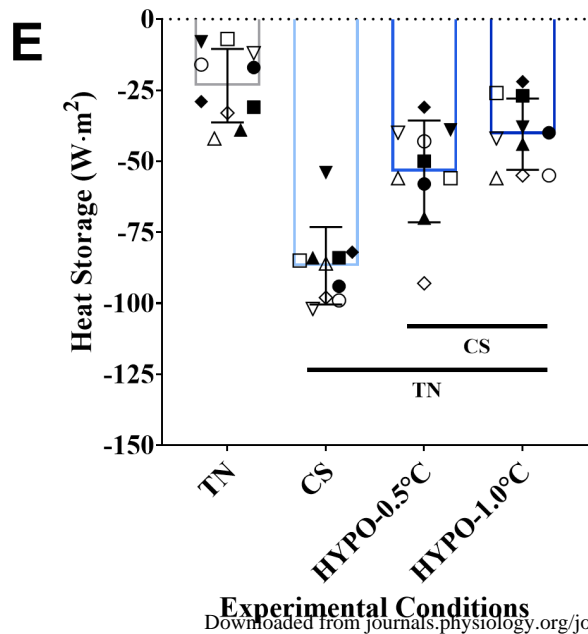 E
0
-25
-50
-75
-100
-125
-150
Heat Storage (W·m²)
CS
TN
TN
CS
HYPO-0.5°C
HYPO-1.0°C
Experimental Conditions
Downloaded from journals.physiology.org/jo